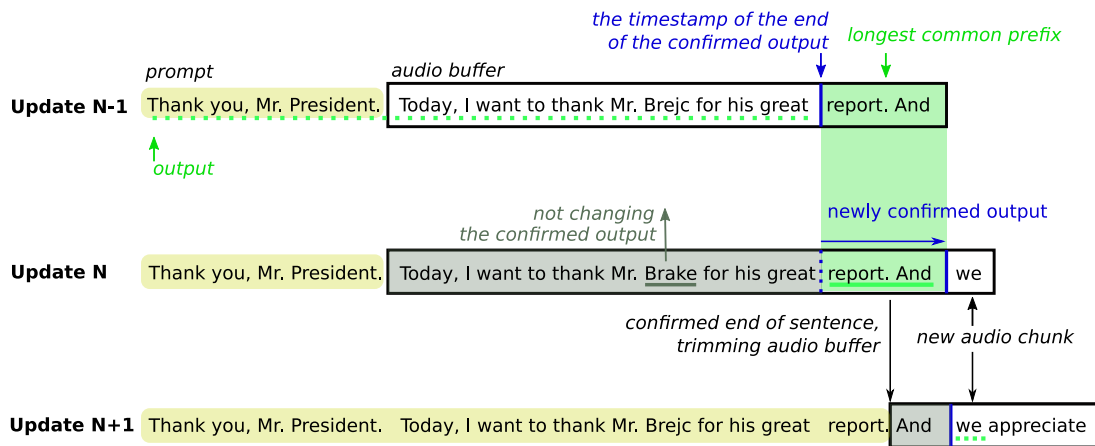 the timestamp of the end
of the confirmed output
longest common prefix
prompt
audio buffer
Update N-1 Thank you, Mr. President. Today, I want to thank Mr. Brejc for his great report. And
output
not changing
the confirmed output
newly confirmed output
Update N Thank you, Mr. President. Today, I want to thank Mr. Brake for his great report. And we
confirmed end of sentence,
trimming audio buffer
new audio chunk
Update N+1 Thank you, Mr. President. Today, I want to thank Mr. Brejc for his great report. And we appreciate